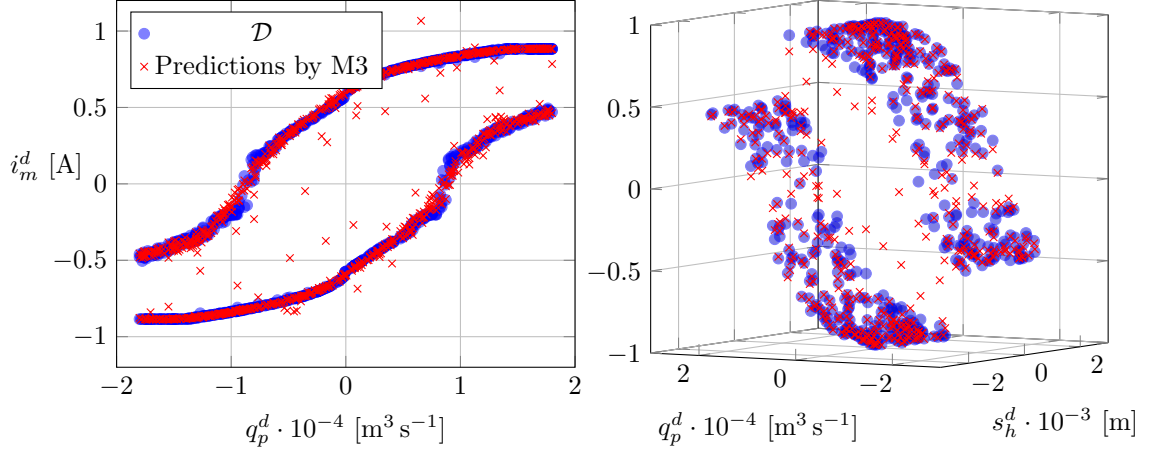 𝒟
Predictions by M3
1
0.5
0
−0.5
−1
i_m^d [A]
−2 −1 0 1 2
q_p^d · 10^−4 [m^3 s^−1]
1
0.5
0
−0.5
−1
2 0 −2
−2 0 2
q_p^d · 10^−4 [m^3 s^−1]
s_h^d · 10^−3 [m]